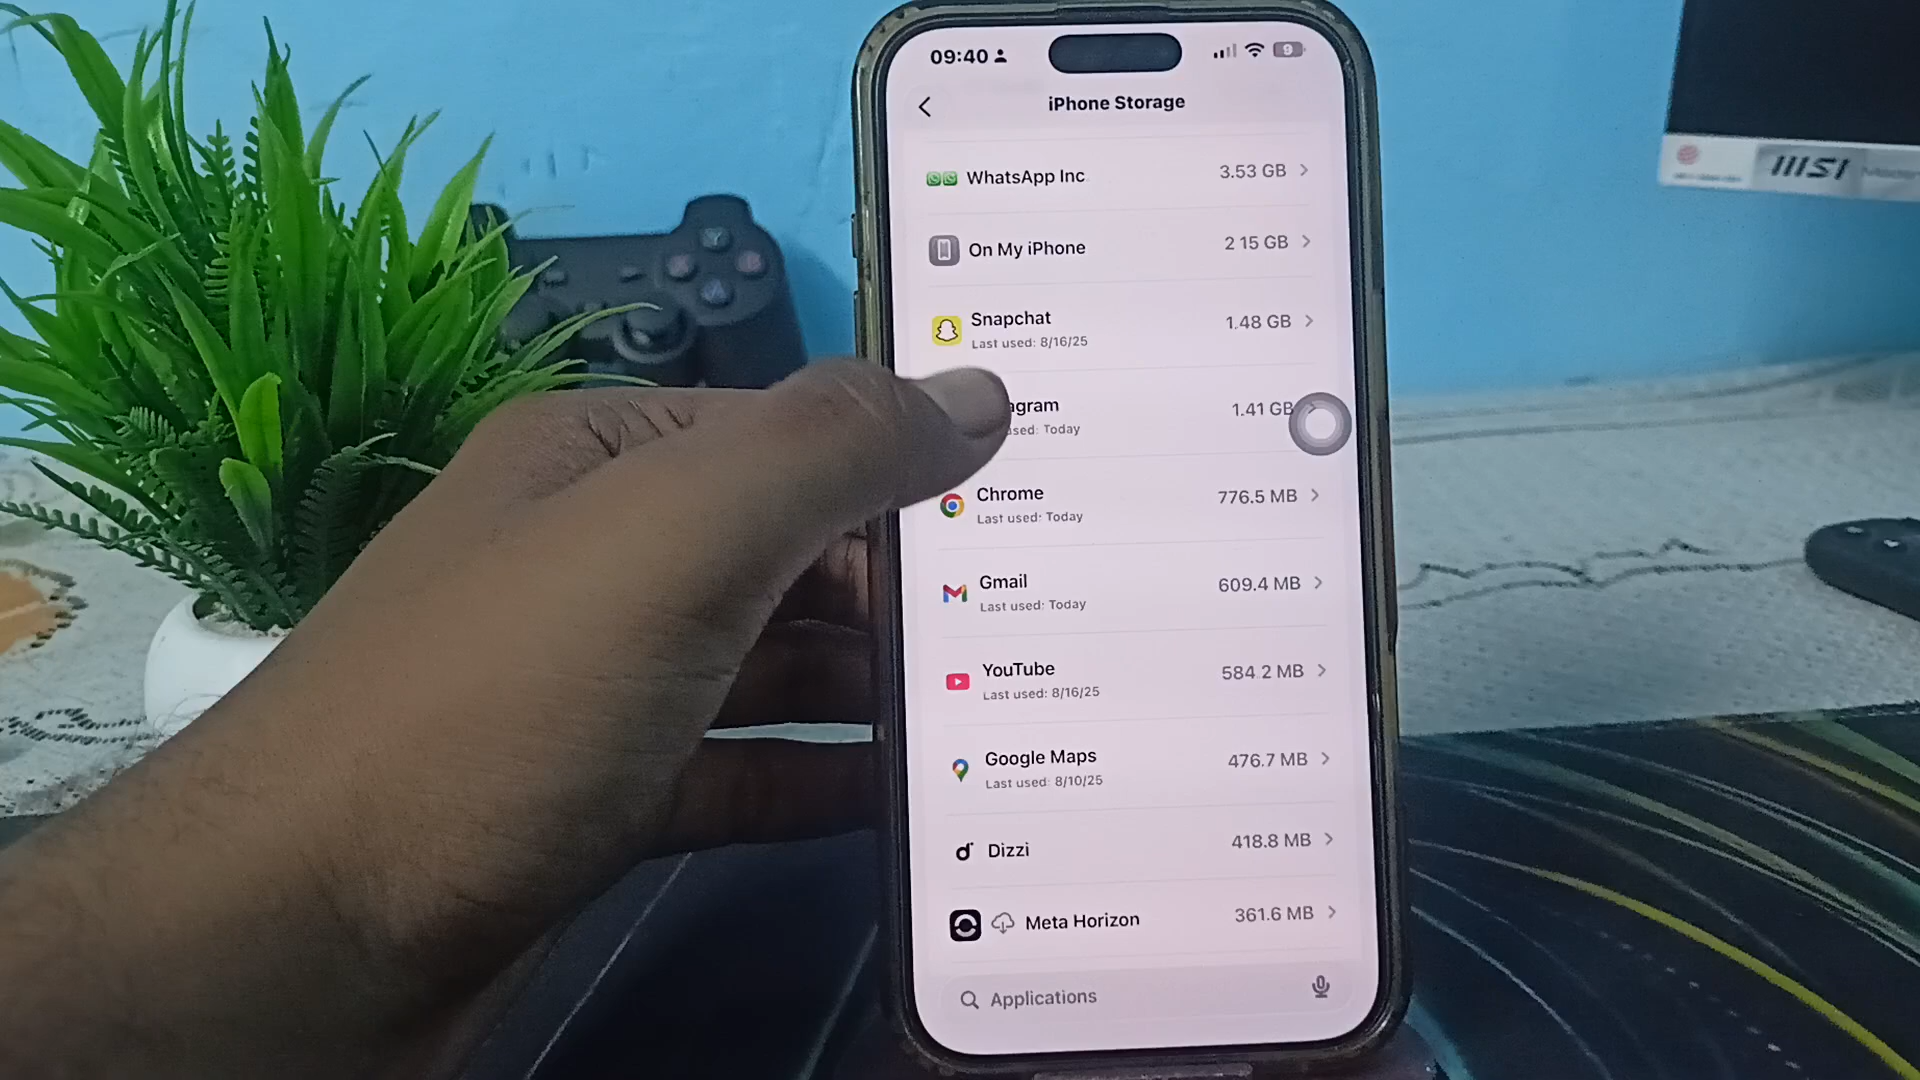 09:40
9
iPhone Storage
WhatsApp Inc 3.53 GB
On My iPhone 2 15 GB
Snapchat 1.48 GB
Last used: 8/16/25
agram 1.41 GB
sed: Today
Chrome 776.5 MB
Last used: Today
Gmail 609.4 MB
Last used: Today
YouTube 584 2 MB
Last used: 8/16/25
Google Maps 476.7 MB
Last used: 8/10/25
Dizzi 418.8 MB
Meta Horizon 361.6 MB
Applications
msi